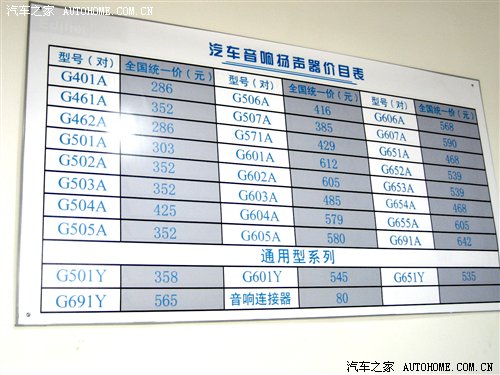 汽车之家 AUTOHOME.COM.CN
汽车音响扬声器价目表
型号(对) 全国统一价(元) 型号(对) 全国统一价(元) 型号(对) 全国统一价(元)
G401A 286 G506A 416 G606A 568
G461A 352 G507A 385 G607A 590
G462A 286 G571A 429 G651A 468
G501A 303 G601A 612 G652A 539
G502A 352 G602A 605 G653A 539
G503A 352 G603A 485 G654A 468
G504A 425 G604A 579 G655A 605
G505A 352 G605A 580 G691A 642
通用型系列
G501Y 358 G601Y 545 G651Y 535
G691Y 565 音响连接器 80
汽车之家 AUTOHOME.COM.CN